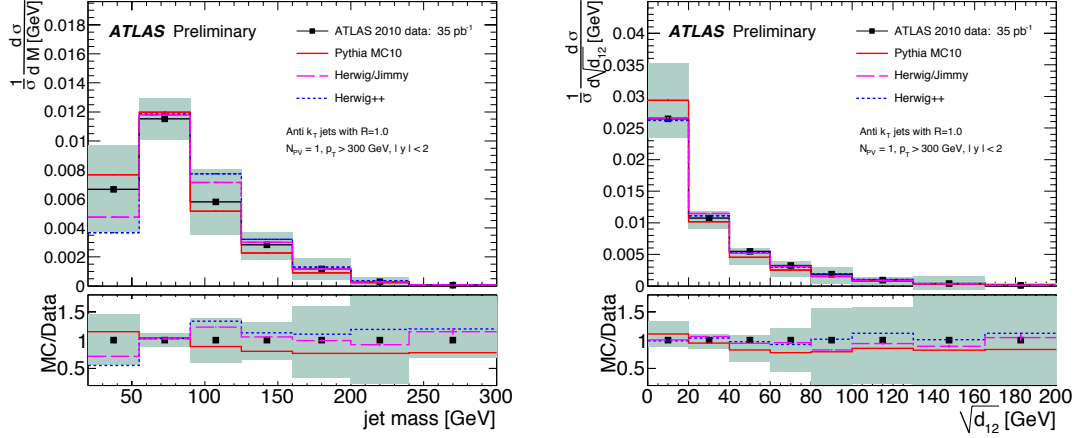 ATLAS Preliminary
ATLAS 2010 data: 35 pb⁻¹
Pythia MC10
Herwig/Jimmy
Herwig++
Anti k_T jets with R=1.0
N_PV = 1, p_T > 300 GeV, | y | < 2
1/σ d σ/d M [GeV]
0.018
0.016
0.014
0.012
0.01
0.008
0.006
0.004
0.002
0
MC/Data
1.5
1
0.5
50 100 150 200 250 300
jet mass [GeV]
ATLAS Preliminary
ATLAS 2010 data: 35 pb⁻¹
Pythia MC10
Herwig/Jimmy
Herwig++
Anti k_T jets with R=1.0
N_PV = 1, p_T > 300 GeV, | y | < 2
1/σ d σ/d√d₁₂ [GeV]
0.04
0.035
0.03
0.025
0.02
0.015
0.01
0.005
0
MC/Data
1.5
1
0.5
0 20 40 60 80 100 120 140 160 180 200
√d₁₂ [GeV]